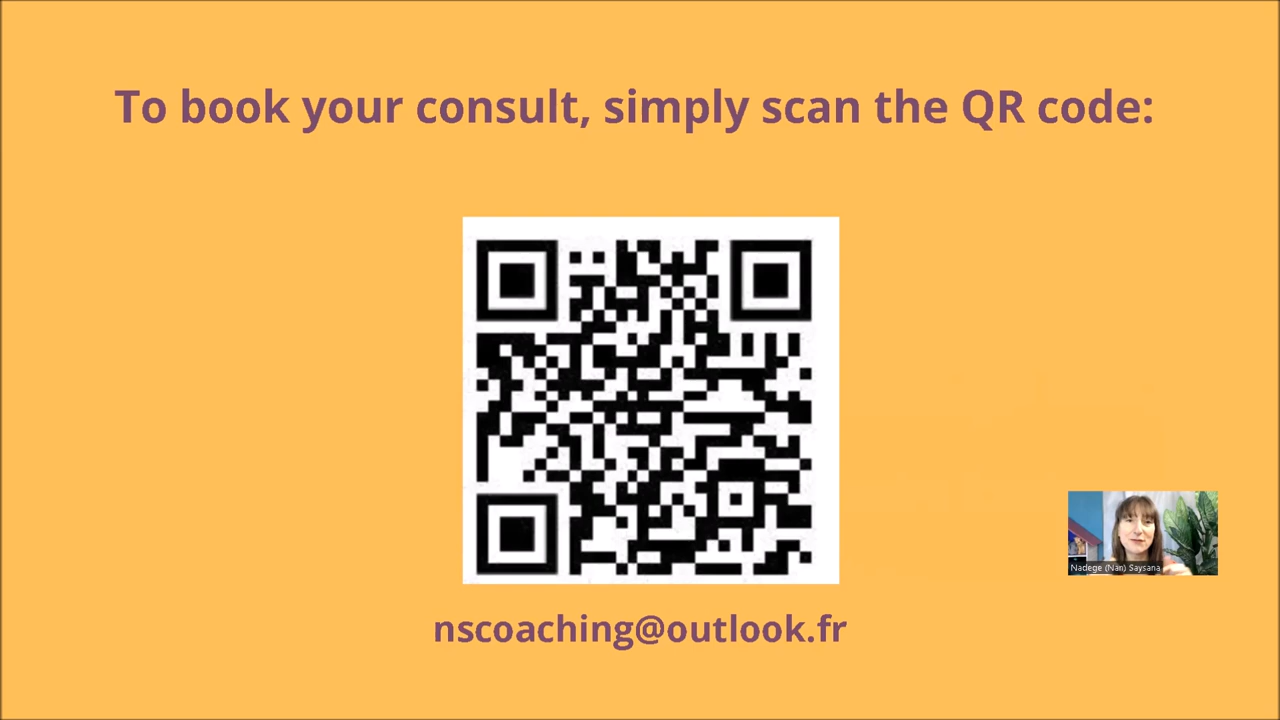 To book your consult, simply scan the QR code:
Nadege (Nan) Saysana
nscoaching@outlook.fr